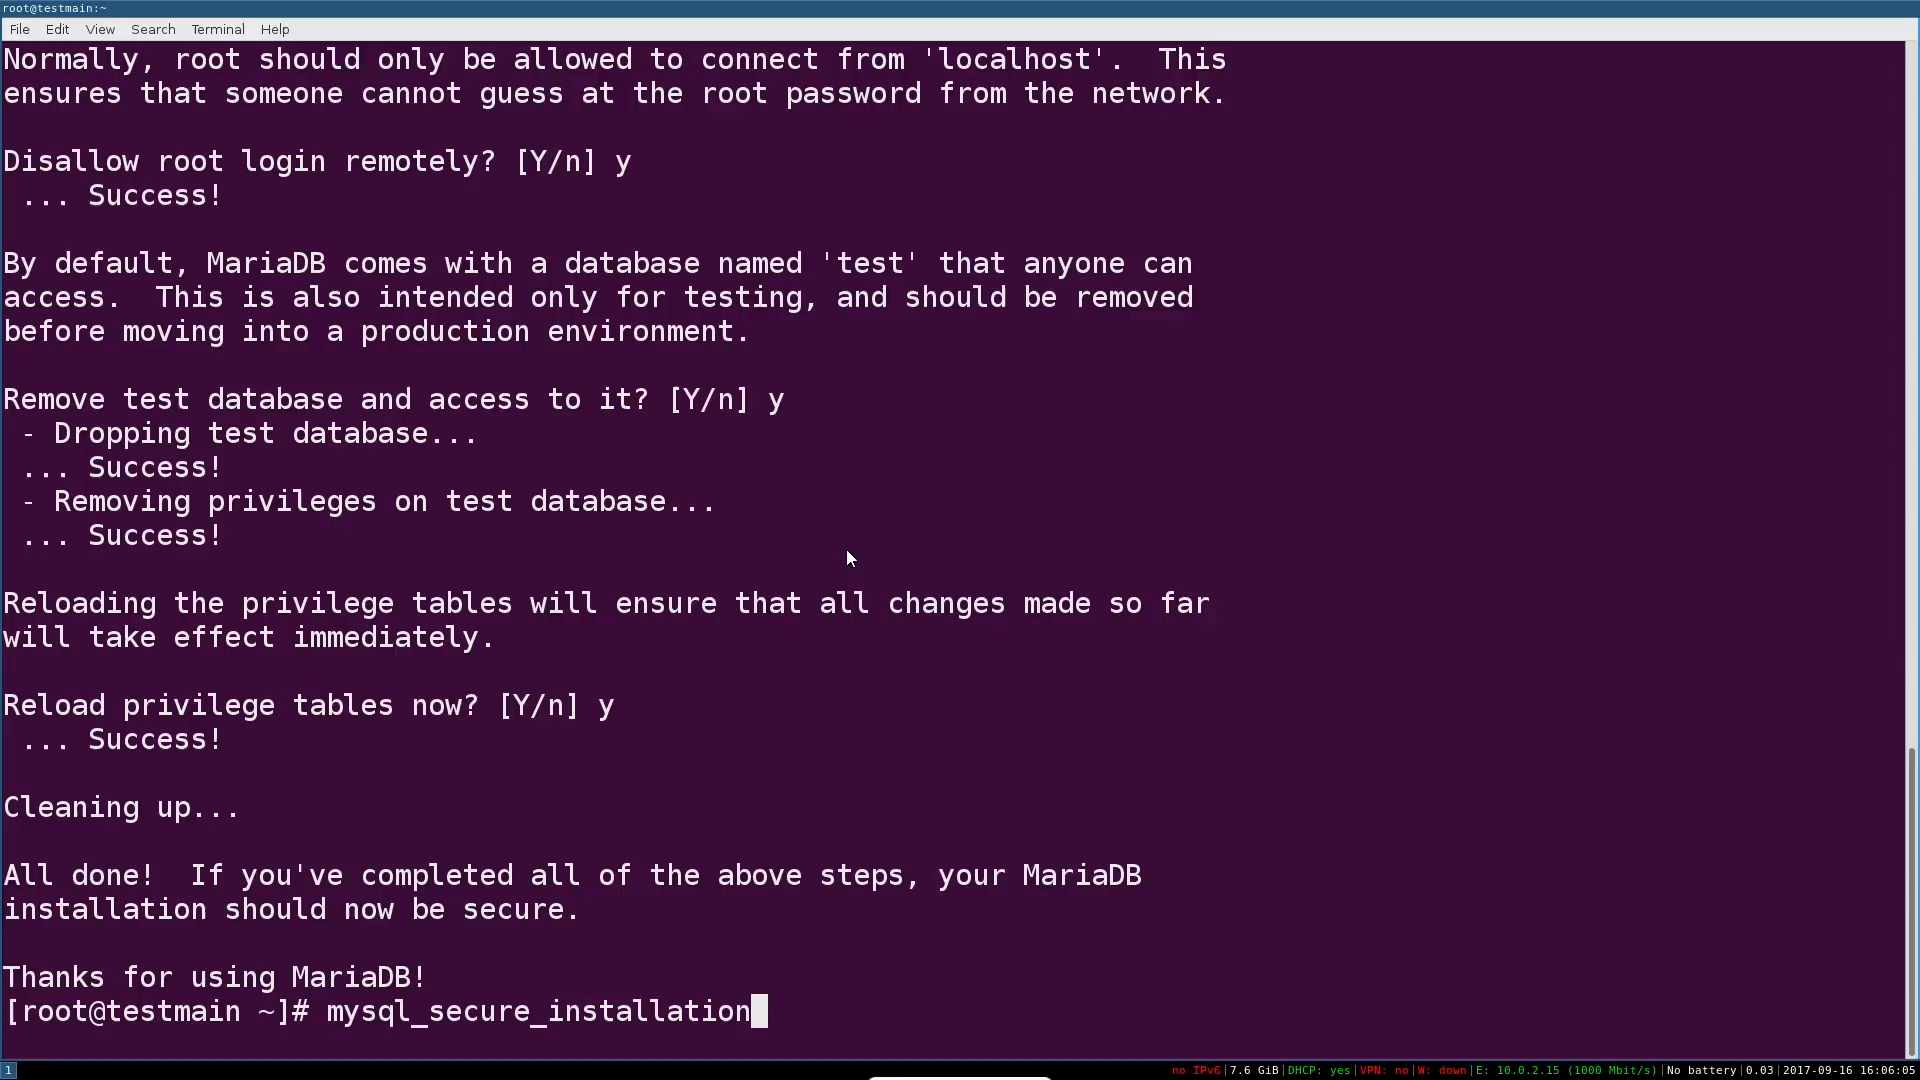 root@testmain:~
File Edit View Search Terminal Help
Normally, root should only be allowed to connect from 'localhost'.  This
ensures that someone cannot guess at the root password from the network.
Disallow root login remotely? [Y/n] y
 ... Success!
By default, MariaDB comes with a database named 'test' that anyone can
access.  This is also intended only for testing, and should be removed
before moving into a production environment.
Remove test database and access to it? [Y/n] y
 - Dropping test database...
 ... Success!
 - Removing privileges on test database...
 ... Success!
Reloading the privilege tables will ensure that all changes made so far
will take effect immediately.
Reload privilege tables now? [Y/n] y
 ... Success!
Cleaning up...
All done!  If you've completed all of the above steps, your MariaDB
installation should now be secure.
Thanks for using MariaDB!
[root@testmain ~]# mysql_secure_installation
1 no IPv6|7.6 GiB|DHCP: yes|VPN: no|W: down|E: 10.0.2.15 (1000 Mbit/s)|No battery|0.03|2017-09-16 16:06:05